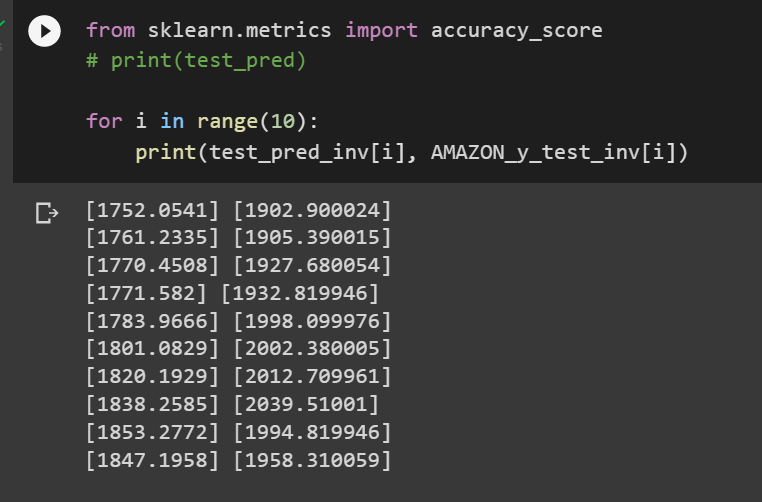 from sklearn.metrics import accuracy_score
# print(test_pred)
for i in range(10):
    print(test_pred_inv[i], AMAZON_y_test_inv[i])
[1752.0541] [1902.900024]
[1761.2335] [1905.390015]
[1770.4508] [1927.680054]
[1771.582] [1932.819946]
[1783.9666] [1998.099976]
[1801.0829] [2002.380005]
[1820.1929] [2012.709961]
[1838.2585] [2039.51001]
[1853.2772] [1994.819946]
[1847.1958] [1958.310059]